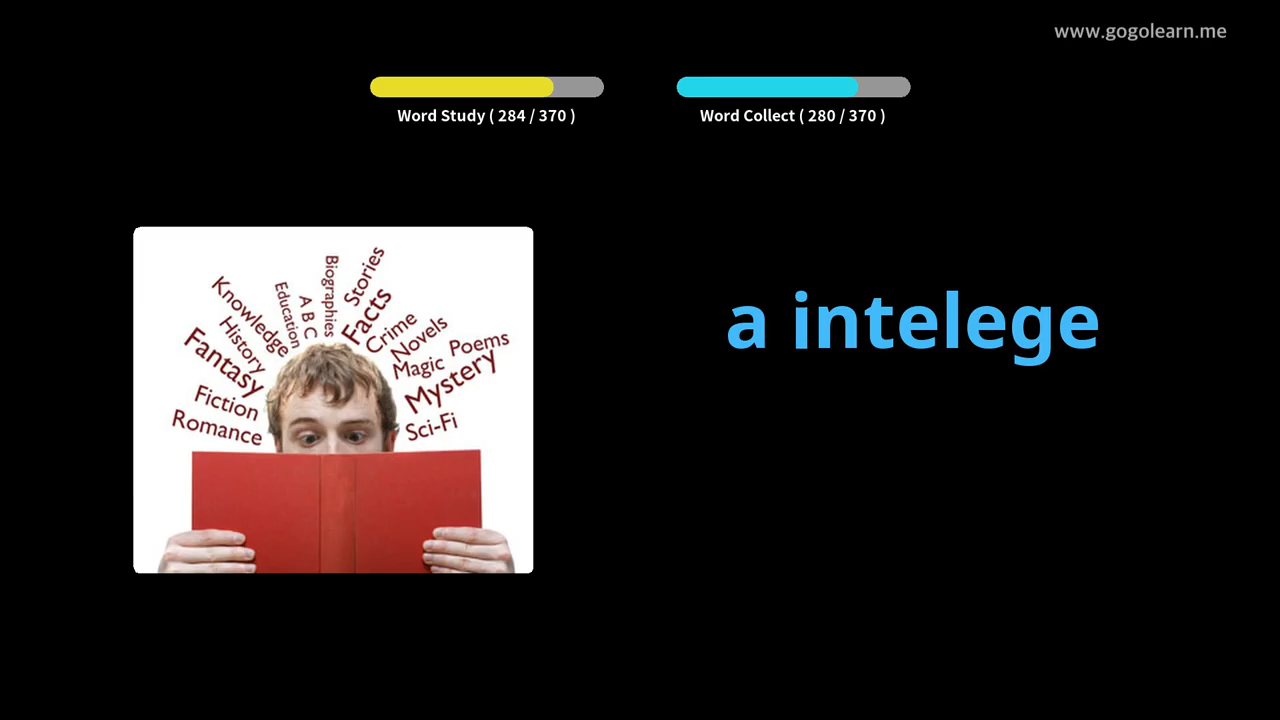 www.gogolearn.me
Word Study ( 284 / 370 )
Word Collect ( 280 / 370 )
Biographies
Stories
Knowledge
Education
A B C
Facts
Crime
History
Novels
Fantasy
Magic
Poems
Mystery
Fiction
Romance
Sci-Fi
a intelege